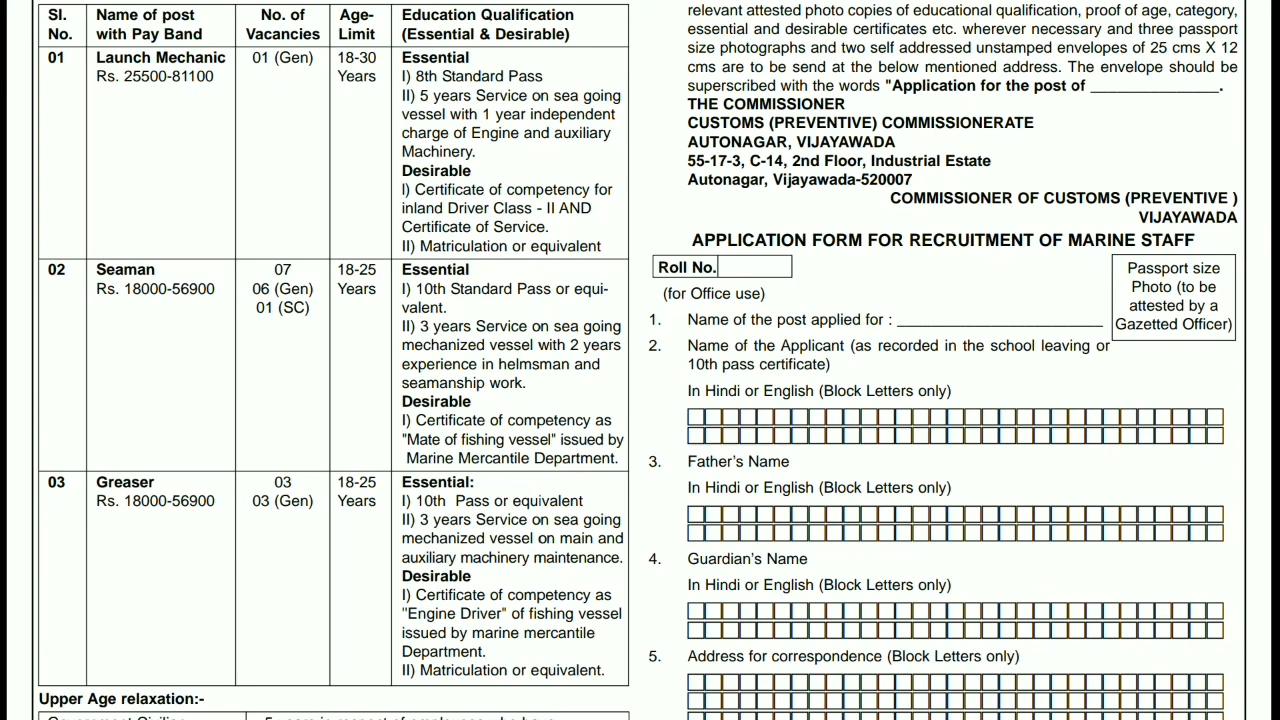 Sl. Name of post No. of Age- Education Qualification
No. with Pay Band Vacancies Limit (Essential & Desirable)
01 Launch Mechanic 01 (Gen) 18-30 Essential
Rs. 25500-81100 Years I) 8th Standard Pass
II) 5 years Service on sea going
vessel with 1 year independent
charge of Engine and auxiliary
Machinery.
Desirable
I) Certificate of competency for
inland Driver Class - II AND
Certificate of Service.
II) Matriculation or equivalent
02 Seaman 07 18-25 Essential
Rs. 18000-56900 06 (Gen) Years I) 10th Standard Pass or equi-
01 (SC) valent.
II) 3 years Service on sea going
mechanized vessel with 2 years
experience in helmsman and
seamanship work.
Desirable
I) Certificate of competency as
"Mate of fishing vessel" issued by
Marine Mercantile Department.
03 Greaser 03 18-25 Essential:
Rs. 18000-56900 03 (Gen) Years I) 10th Pass or equivalent
II) 3 years Service on sea going
mechanized vessel on main and
auxiliary machinery maintenance.
Desirable
I) Certificate of competency as
"Engine Driver" of fishing vessel
issued by marine mercantile
Department.
II) Matriculation or equivalent.
Upper Age relaxation:-
relevant attested photo copies of educational qualification, proof of age, category,
essential and desirable certificates etc. wherever necessary and three passport
size photographs and two self addressed unstamped envelopes of 25 cms X 12
cms are to be send at the below mentioned address. The envelope should be
superscribed with the words "Application for the post of ________________.
THE COMMISSIONER
CUSTOMS (PREVENTIVE) COMMISSIONERATE
AUTONAGAR, VIJAYAWADA
55-17-3, C-14, 2nd Floor, Industrial Estate
Autonagar, Vijayawada-520007
COMMISSIONER OF CUSTOMS (PREVENTIVE )
VIJAYAWADA
APPLICATION FORM FOR RECRUITMENT OF MARINE STAFF
Roll No.
(for Office use)
Passport size
Photo (to be
attested by a
Gazetted Officer)
1. Name of the post applied for : _________________________
2. Name of the Applicant (as recorded in the school leaving or
10th pass certificate)
In Hindi or English (Block Letters only)
3. Father's Name
In Hindi or English (Block Letters only)
4. Guardian's Name
In Hindi or English (Block Letters only)
5. Address for correspondence (Block Letters only)